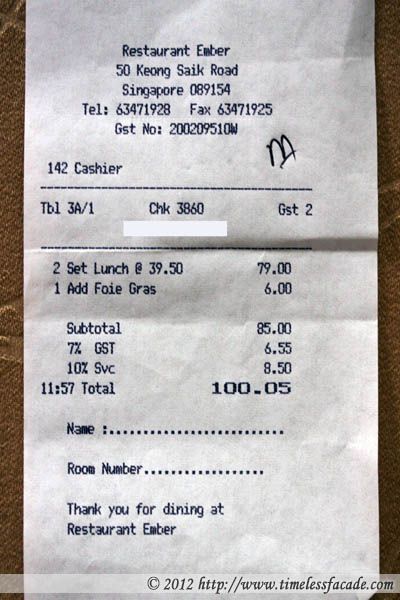 Restaurant Ember
50 Keong Saik Road
Singapore 089154
Tel: 63471928 Fax 63471925
Gst No: 200209510W
142 Cashier
Tbl 3A/1 Chk 3860 Gst 2
2 Set Lunch @ 39.50 79.00
1 Add Foie Gras 6.00
Subtotal 85.00
7% GST 6.55
10% Svc 8.50
11:57 Total 100.05
Name :..........................
Room Number..................
Thank you for dining at
Restaurant Ember
© 2012 http://www.timelessfacade.com